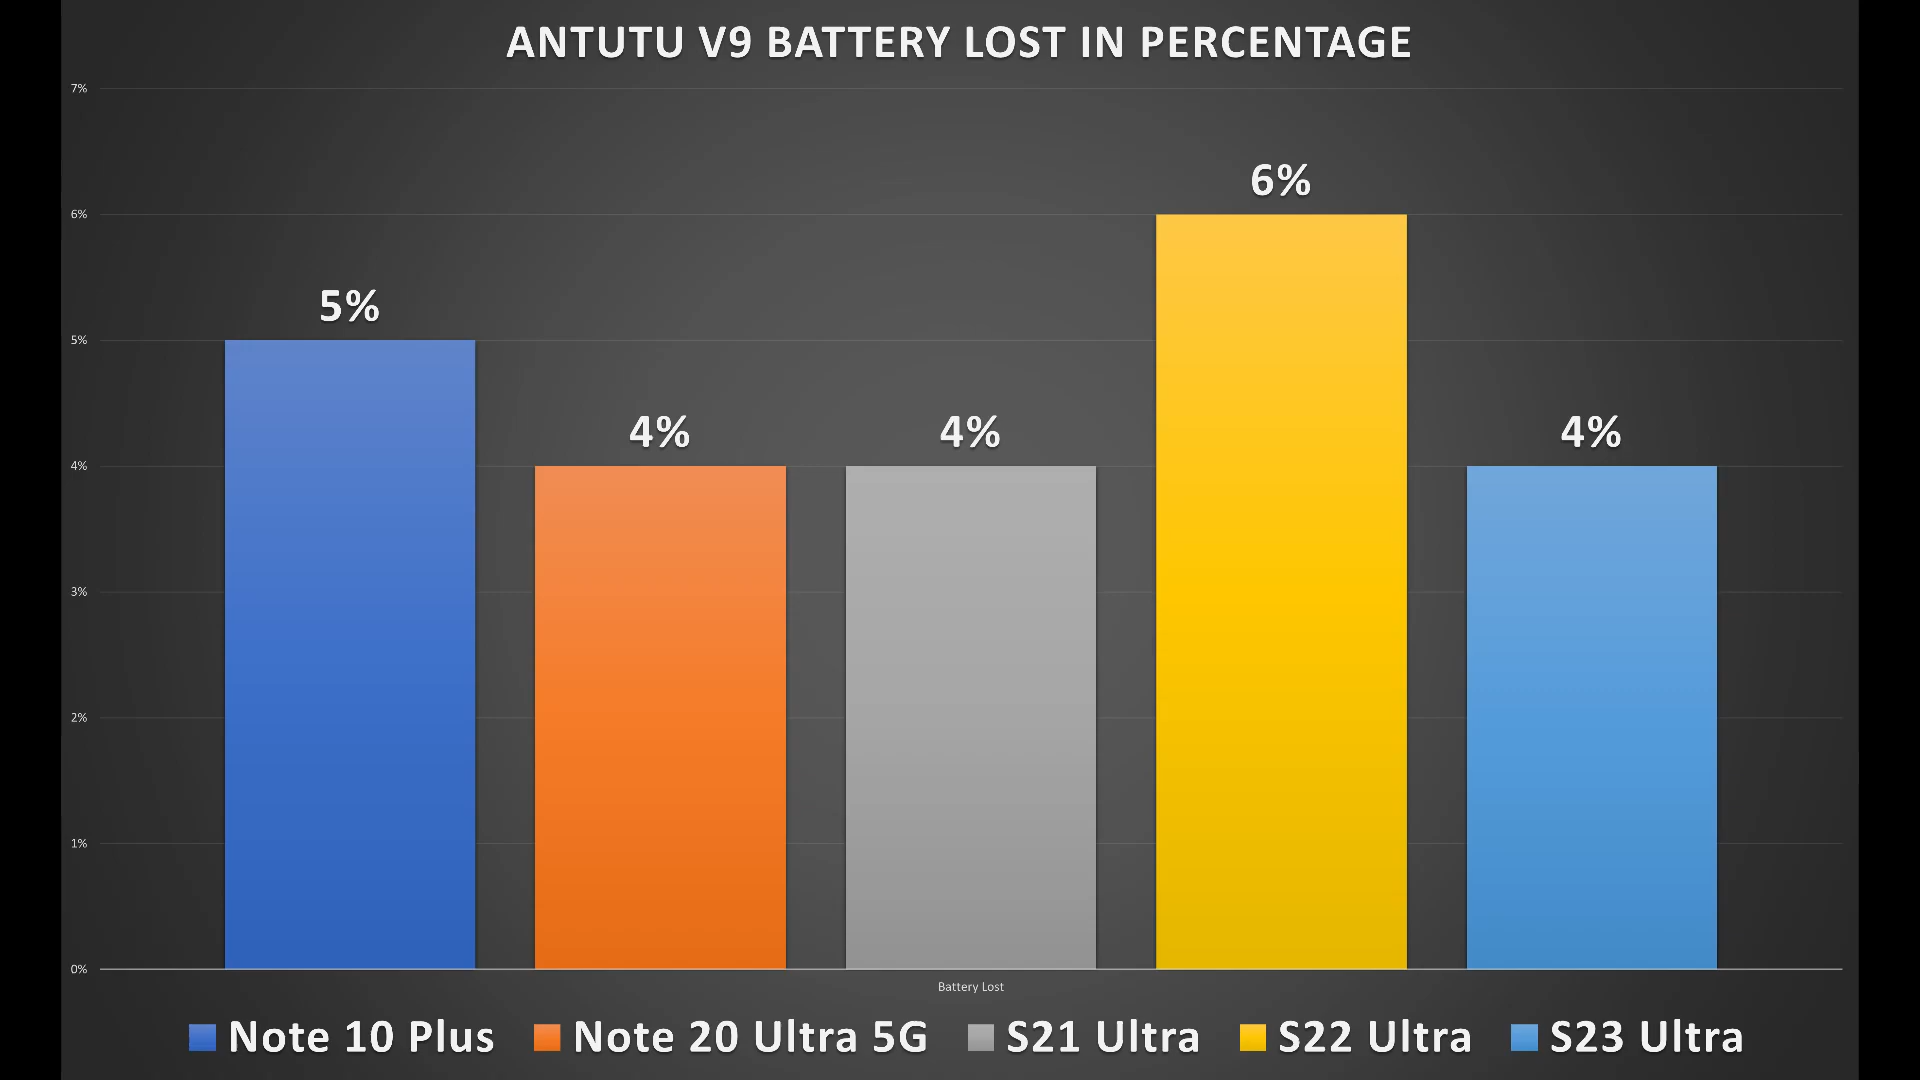 ANTUTU V9 BATTERY LOST IN PERCENTAGE
7%
6%
5%
4%
3%
2%
1%
0%
5%
4%
4%
6%
4%
Battery Lost
Note 10 Plus
Note 20 Ultra 5G
S21 Ultra
S22 Ultra
S23 Ultra